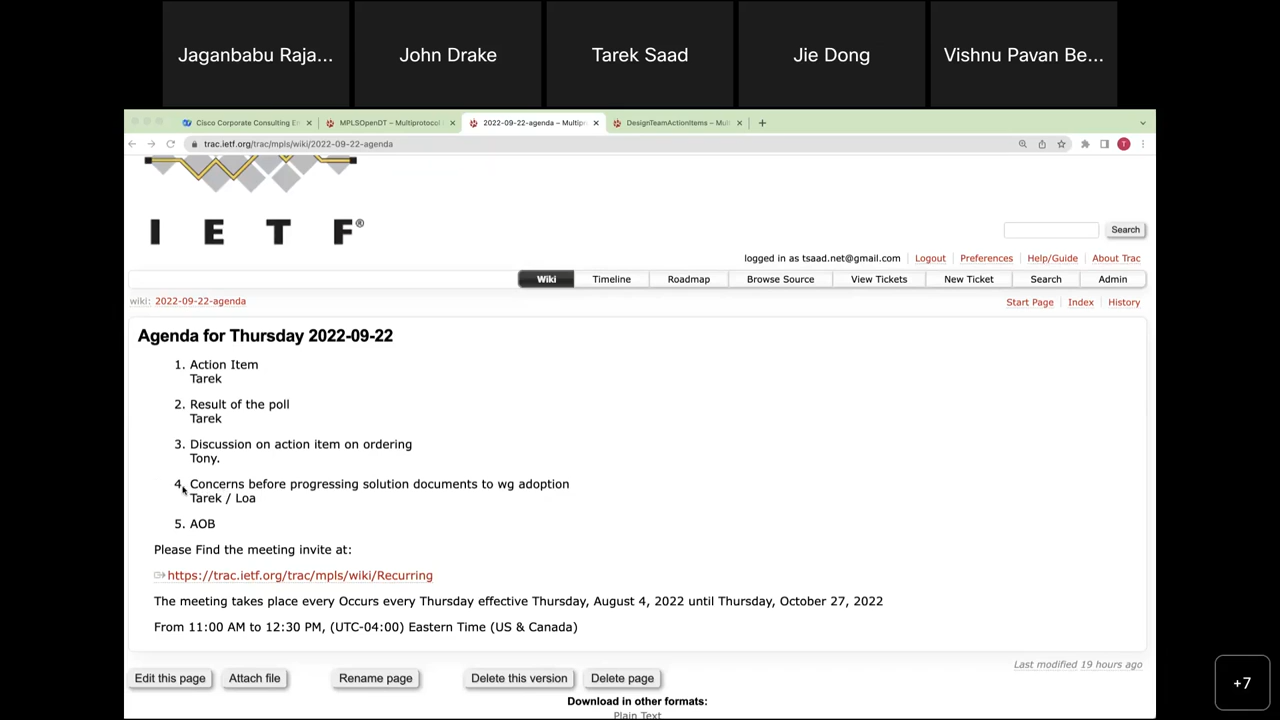 Jaganbabu Raja...
John Drake
Tarek Saad
Jie Dong
Vishnu Pavan Be...
Cisco Corporate Consulting En
MPLSOpenDT – Multiprotocol
2022-09-22-agenda – Multip
DesignTeamActionItems – Mul
trac.ietf.org/trac/mpls/wiki/2022-09-22-agenda
T
I E T F®
Search
logged in as tsaad.net@gmail.com Logout Preferences Help/Guide About Trac
Wiki Timeline Roadmap Browse Source View Tickets New Ticket Search Admin
wiki: 2022-09-22-agenda
Start Page Index History
Agenda for Thursday 2022-09-22
1. Action Item
Tarek
2. Result of the poll
Tarek
3. Discussion on action item on ordering
Tony.
4. Concerns before progressing solution documents to wg adoption
Tarek / Loa
5. AOB
Please Find the meeting invite at:
https://trac.ietf.org/trac/mpls/wiki/Recurring
The meeting takes place every Occurs every Thursday effective Thursday, August 4, 2022 until Thursday, October 27, 2022
From 11:00 AM to 12:30 PM, (UTC-04:00) Eastern Time (US & Canada)
Last modified 19 hours ago
Edit this page Attach file Rename page Delete this version Delete page
Download in other formats:
Plain Text
+7